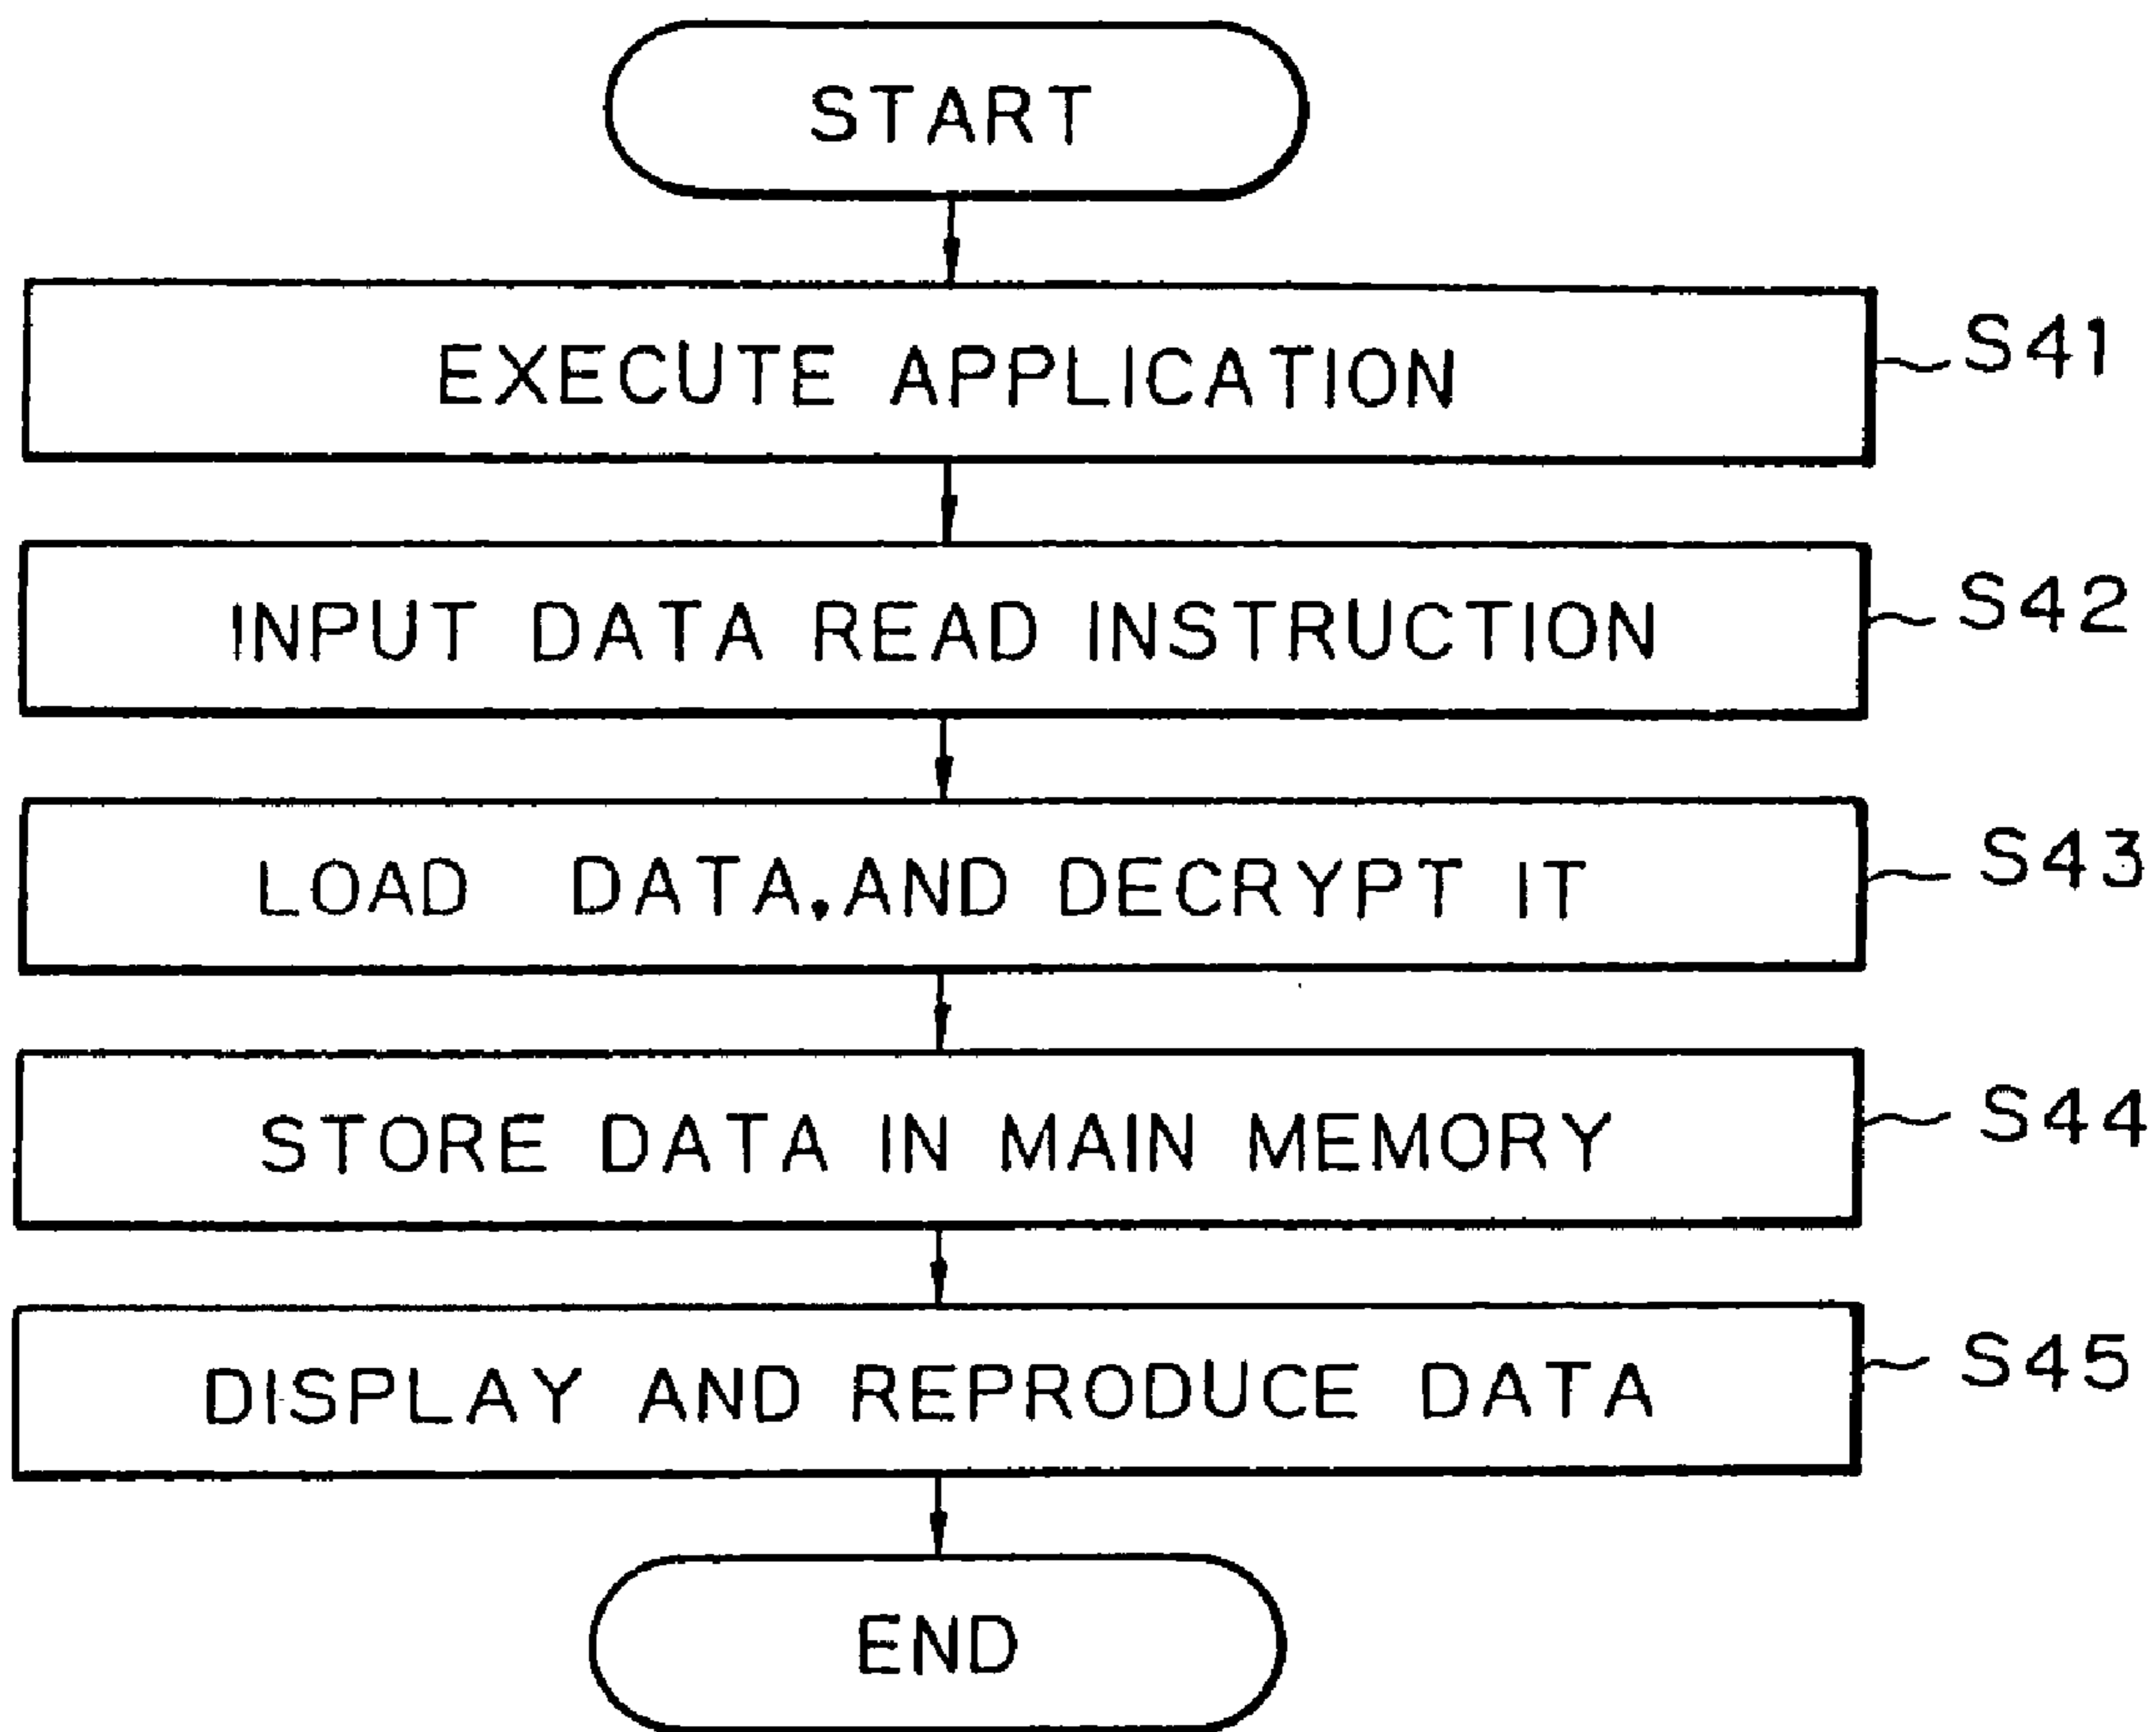 START
EXECUTE APPLICATION S41
INPUT DATA READ INSTRUCTION S42
LOAD DATA.AND DECRYPT IT S43
STORE DATA IN MAIN MEMORY S44
DISPLAY AND REPRODUCE DATA S45
END